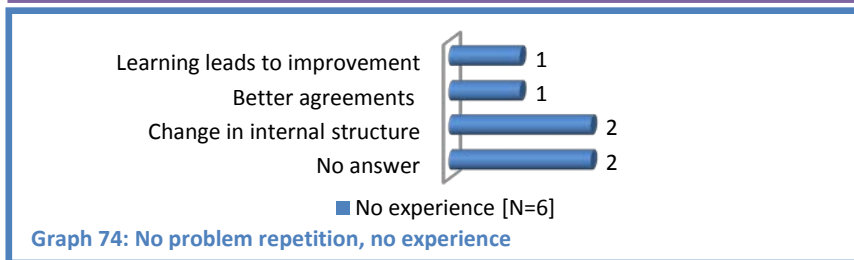 Learning leads to improvement 1
Better agreements 1
Change in internal structure 2
No answer 2
No experience [N=6]
Graph 74: No problem repetition, no experience